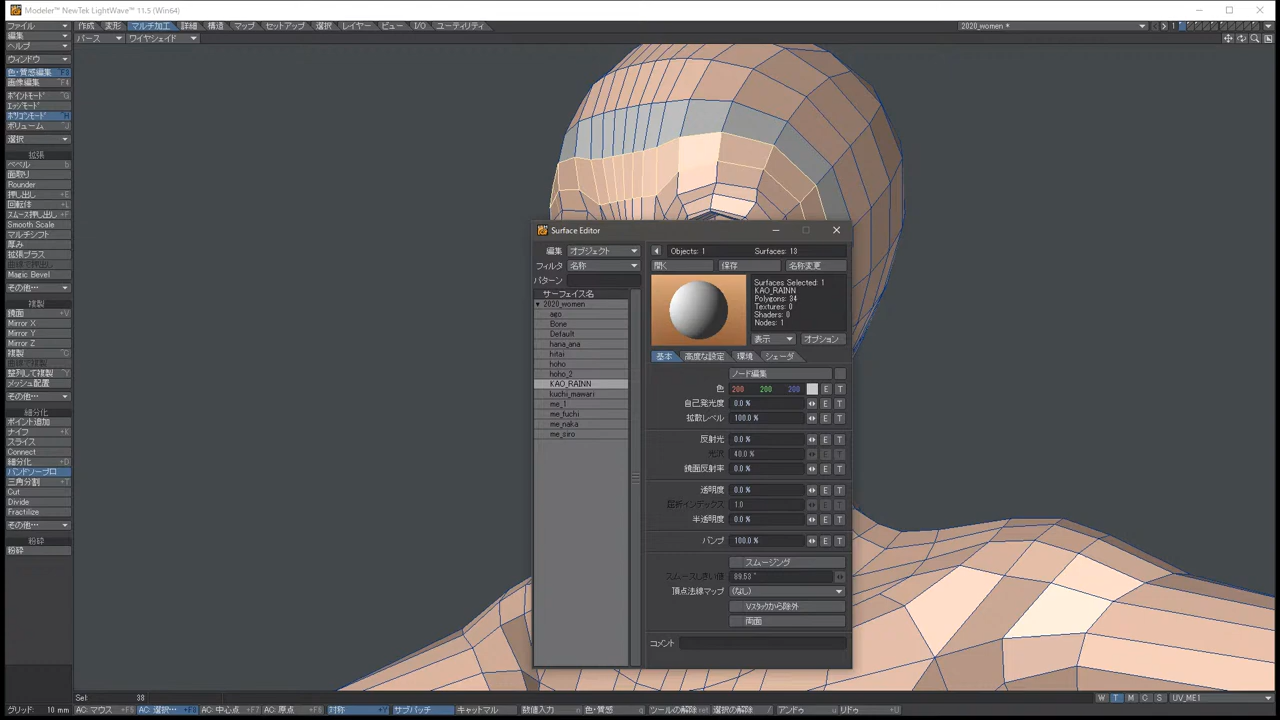 Modeler™ NewTek LightWave™ 11.5 (Win64)
ファイル 作成 変形 マルチ加工 詳細 構造 マップ セットアップ 選択 レイヤー ビュー I/O ユーティリティ 2020_women * 1
編集 パース ワイヤシェイド
ヘルプ
ウィンドウ
色・質感編集 ^F3
画像編集 ^F4
ポイントモード ^G
エッジモード
ポリゴンモード ^H
ボリューム ^J
選択
拡張
ベベル b
面取り
Rounder
押し出し +E
回転体 +L
スムース押し出し +F
Smooth Scale
マルチシフト
厚み
拡張プラス
Magic Bevel
その他…
複製
鏡面 +V
Mirror X
Mirror Y
Mirror Z
複製 ^C
整列して複製 ^Y
メッシュ配置
その他…
細分化
ポイント追加
ナイフ +K
スライス
Connect
細分化 +D
バンドソープロ
三角分割 +T
Cut
Divide
Fractilize
その他…
粉砕
粉砕
Surface Editor
編集 オブジェクト
フィルタ 名称
パターン
サーフェイス名
2020_women
ago
Bone
Default
hana_ana
hitai
hoho
hoho_2
KAO_RAINN
kuchi_mawari
me_1
me_fuchi
me_naka
me_siro
Objects: 1 Surfaces: 13
開く 保存 名称変更
Surfaces Selected: 1
KAO_RAINN
Polygons: 34
Textures: 0
Shaders: 0
Nodes: 1
表示 オプション
基本 高度な設定 環境 シェーダ
ノード編集
色 200 200 200 E T
自己発光度 0.0 % E T
拡散レベル 100.0 % E T
反射光 0.0 % E T
光沢 40.0 % E T
鏡面反射率 0.0 % E T
透明度 0.0 % E T
屈折インデックス 1.0 E T
半透明度 0.0 % E T
バンプ 100.0 % E T
スムージング
スムースしきい値 89.53 °
頂点法線マップ (なし)
Vスタックから除外
両面
コメント
Sel: 38 W T M C S UV_ME1
グリッド: 10 mm AC: マウス +F5 AC: 選択… +F8 AC: 中心点 +F AC: 原点 +F5 対称 +Y サブパッチ キャットマル 数値入力 n 色・質感 q ツールの解除 ret 選択の解除 / アンドゥ u リドゥ +U